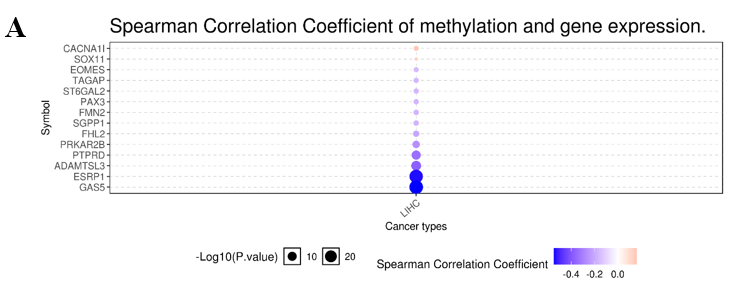 A
Spearman Correlation Coefficient of methylation and gene expression.
Symbol
CACNA1I
SOX11
EOMES
TAGAP
ST6GAL2
PAX3
FMN2
SGPP1
FHL2
PRKAR2B
PTPRD
ADAMTSL3
ESRP1
GAS5
LIHC
Cancer types
-Log10(P.value) 10 20
Spearman Correlation Coefficient
-0.4 -0.2 0.0